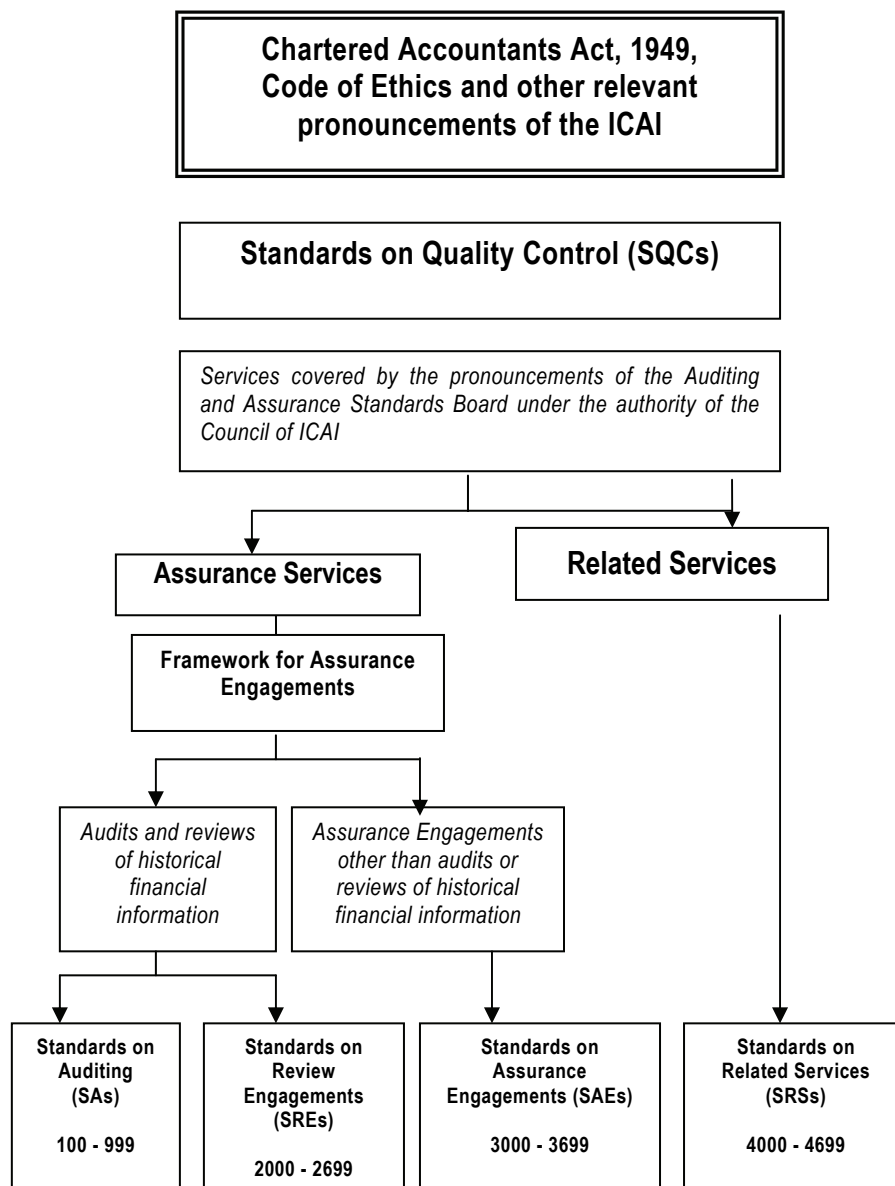 Chartered Accountants Act, 1949,
Code of Ethics and other relevant
pronouncements of the ICAI
Standards on Quality Control (SQCs)
Services covered by the pronouncements of the Auditing
and Assurance Standards Board under the authority of the
Council of ICAI
Assurance Services
Related Services
Framework for Assurance
Engagements
Audits and reviews
of historical
financial
information
Assurance Engagements
other than audits or
reviews of historical
financial information
Standards on
Auditing
(SAs)
100 - 999
Standards on
Review
Engagements
(SREs)
2000 - 2699
Standards on
Assurance
Engagements (SAEs)
3000 - 3699
Standards on
Related Services
(SRSs)
4000 - 4699